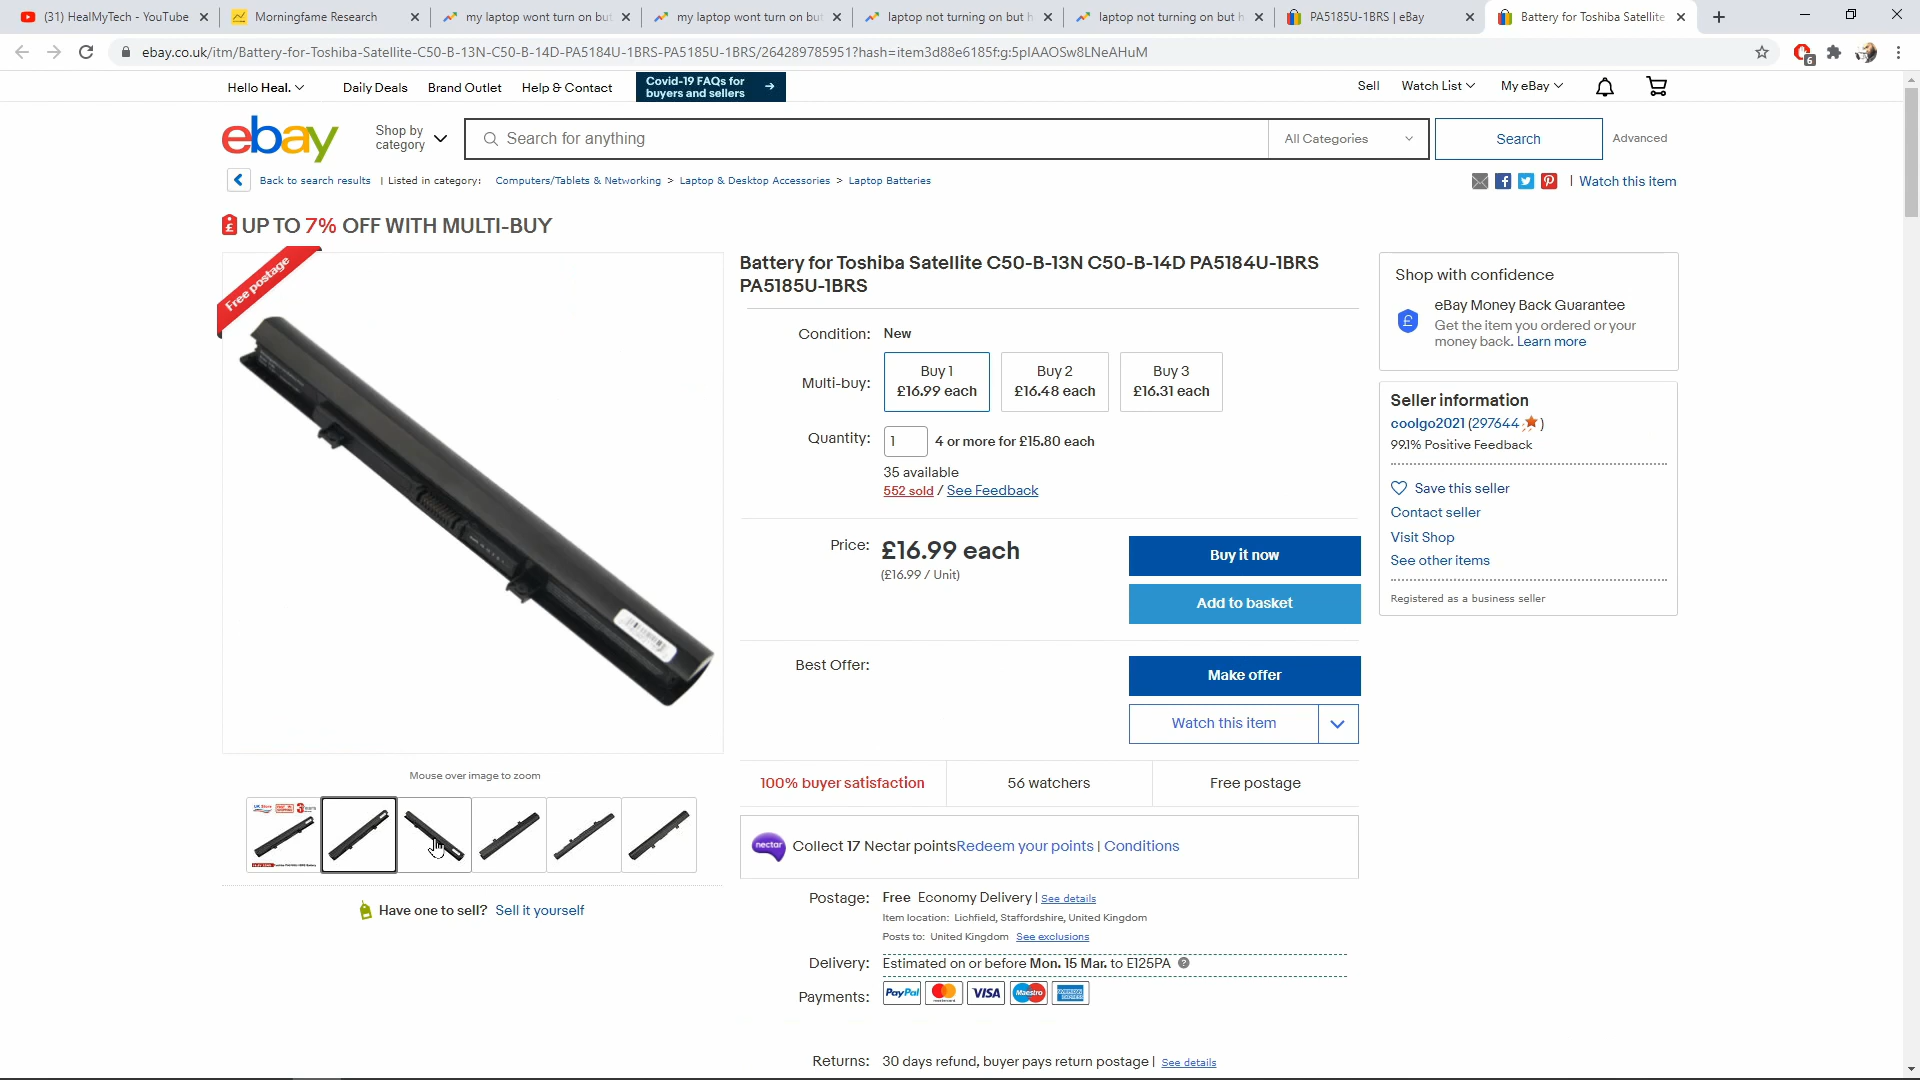 (31) HealMyTech - YouTube
Morningfame Research
my laptop wont turn on but
my laptop wont turn on but
laptop not turning on but h
laptop not turning on but h
PA5185U-1BRS | eBay
Battery for Toshiba Satellite
ebay.co.uk/itm/Battery-for-Toshiba-Satellite-C50-B-13N-C50-B-14D-PA5184U-1BRS-PA5185U-1BRS/264289785951?hash=item3d88e6185f:g:5pIAAOSw8LNeAHuM
6
Hello Heal.
Daily Deals
Brand Outlet
Help & Contact
Covid-19 FAQs for
buyers and sellers
Sell
Watch List
My eBay
ebay
Shop by
category
Search for anything
All Categories
Search
Advanced
Back to search results | Listed in category: Computers/Tablets & Networking > Laptop & Desktop Accessories > Laptop Batteries
| Watch this item
UP TO 7% OFF WITH MULTI-BUY
Free postage
Battery for Toshiba Satellite C50-B-13N C50-B-14D PA5184U-1BRS
PA5185U-1BRS
Condition: New
Multi-buy:
Buy 1
£16.99 each
Buy 2
£16.48 each
Buy 3
£16.31 each
Quantity: 1 4 or more for £15.80 each
35 available
552 sold / See Feedback
Price: £16.99 each
(£16.99 / Unit)
Buy it now
Add to basket
Best Offer:
Make offer
Watch this item
100% buyer satisfaction
56 watchers
Free postage
nectar
Collect 17 Nectar pointsRedeem your points | Conditions
Postage: Free Economy Delivery | See details
Item location: Lichfield, Staffordshire, United Kingdom
Posts to: United Kingdom See exclusions
Delivery: Estimated on or before Mon. 15 Mar. to E125PA
Payments: PayPal VISA Maestro
Returns: 30 days refund, buyer pays return postage | See details
Mouse over image to zoom
UK Store
Have one to sell? Sell it yourself
Shop with confidence
eBay Money Back Guarantee
Get the item you ordered or your
money back. Learn more
Seller information
coolgo2021 (297644 )
99.1% Positive Feedback
Save this seller
Contact seller
Visit Shop
See other items
Registered as a business seller